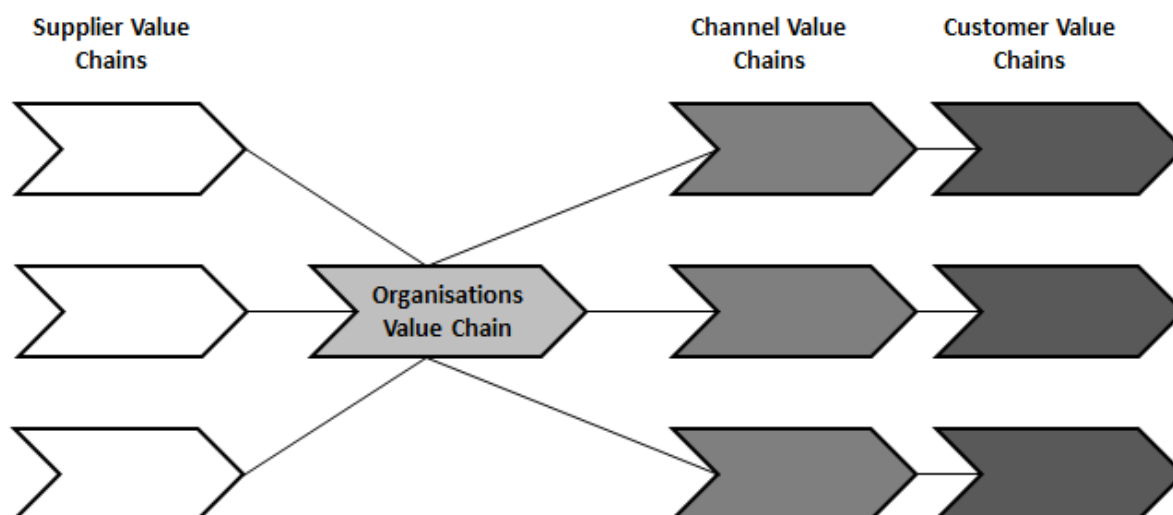 Supplier Value
Chains
Channel Value
Chains
Customer Value
Chains
Organisations
Value Chain